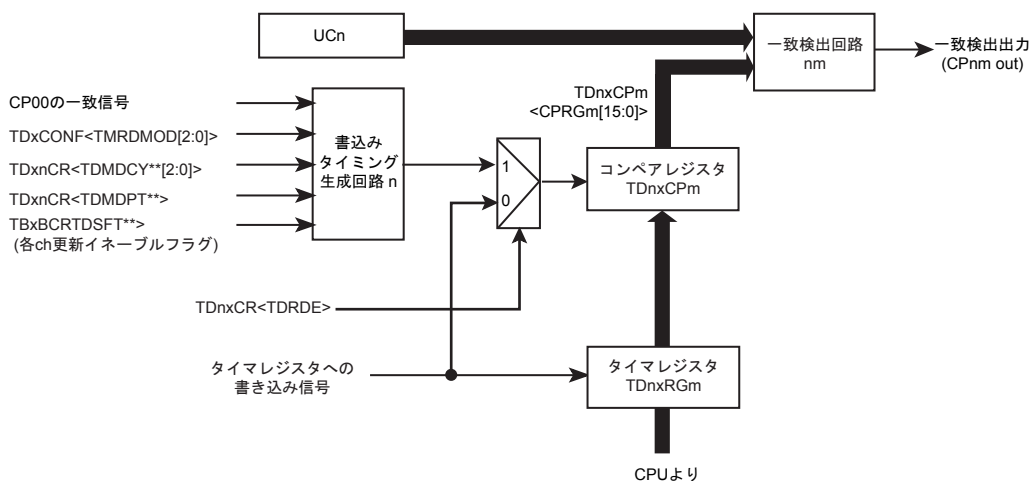 UCn
一致検出回路
nm
一致検出出力
(CPnm out)
TDnxCPm
<CPRGm[15:0]>
CP00の一致信号
TDxCONF<TMRDMOD[2:0]>
TDxnCR<TDMDCY**[2:0]>
TDxnCR<TDMDPT**>
TBxBCRTDSFT**>
(各ch更新イネーブルフラグ)
書込み
タイミング
生成回路 n
1
0
コンペアレジスタ
TDnxCPm
TDnxCR<TDRDE>
タイマレジスタへの
書き込み信号
タイマレジスタ
TDnxRGm
CPUより